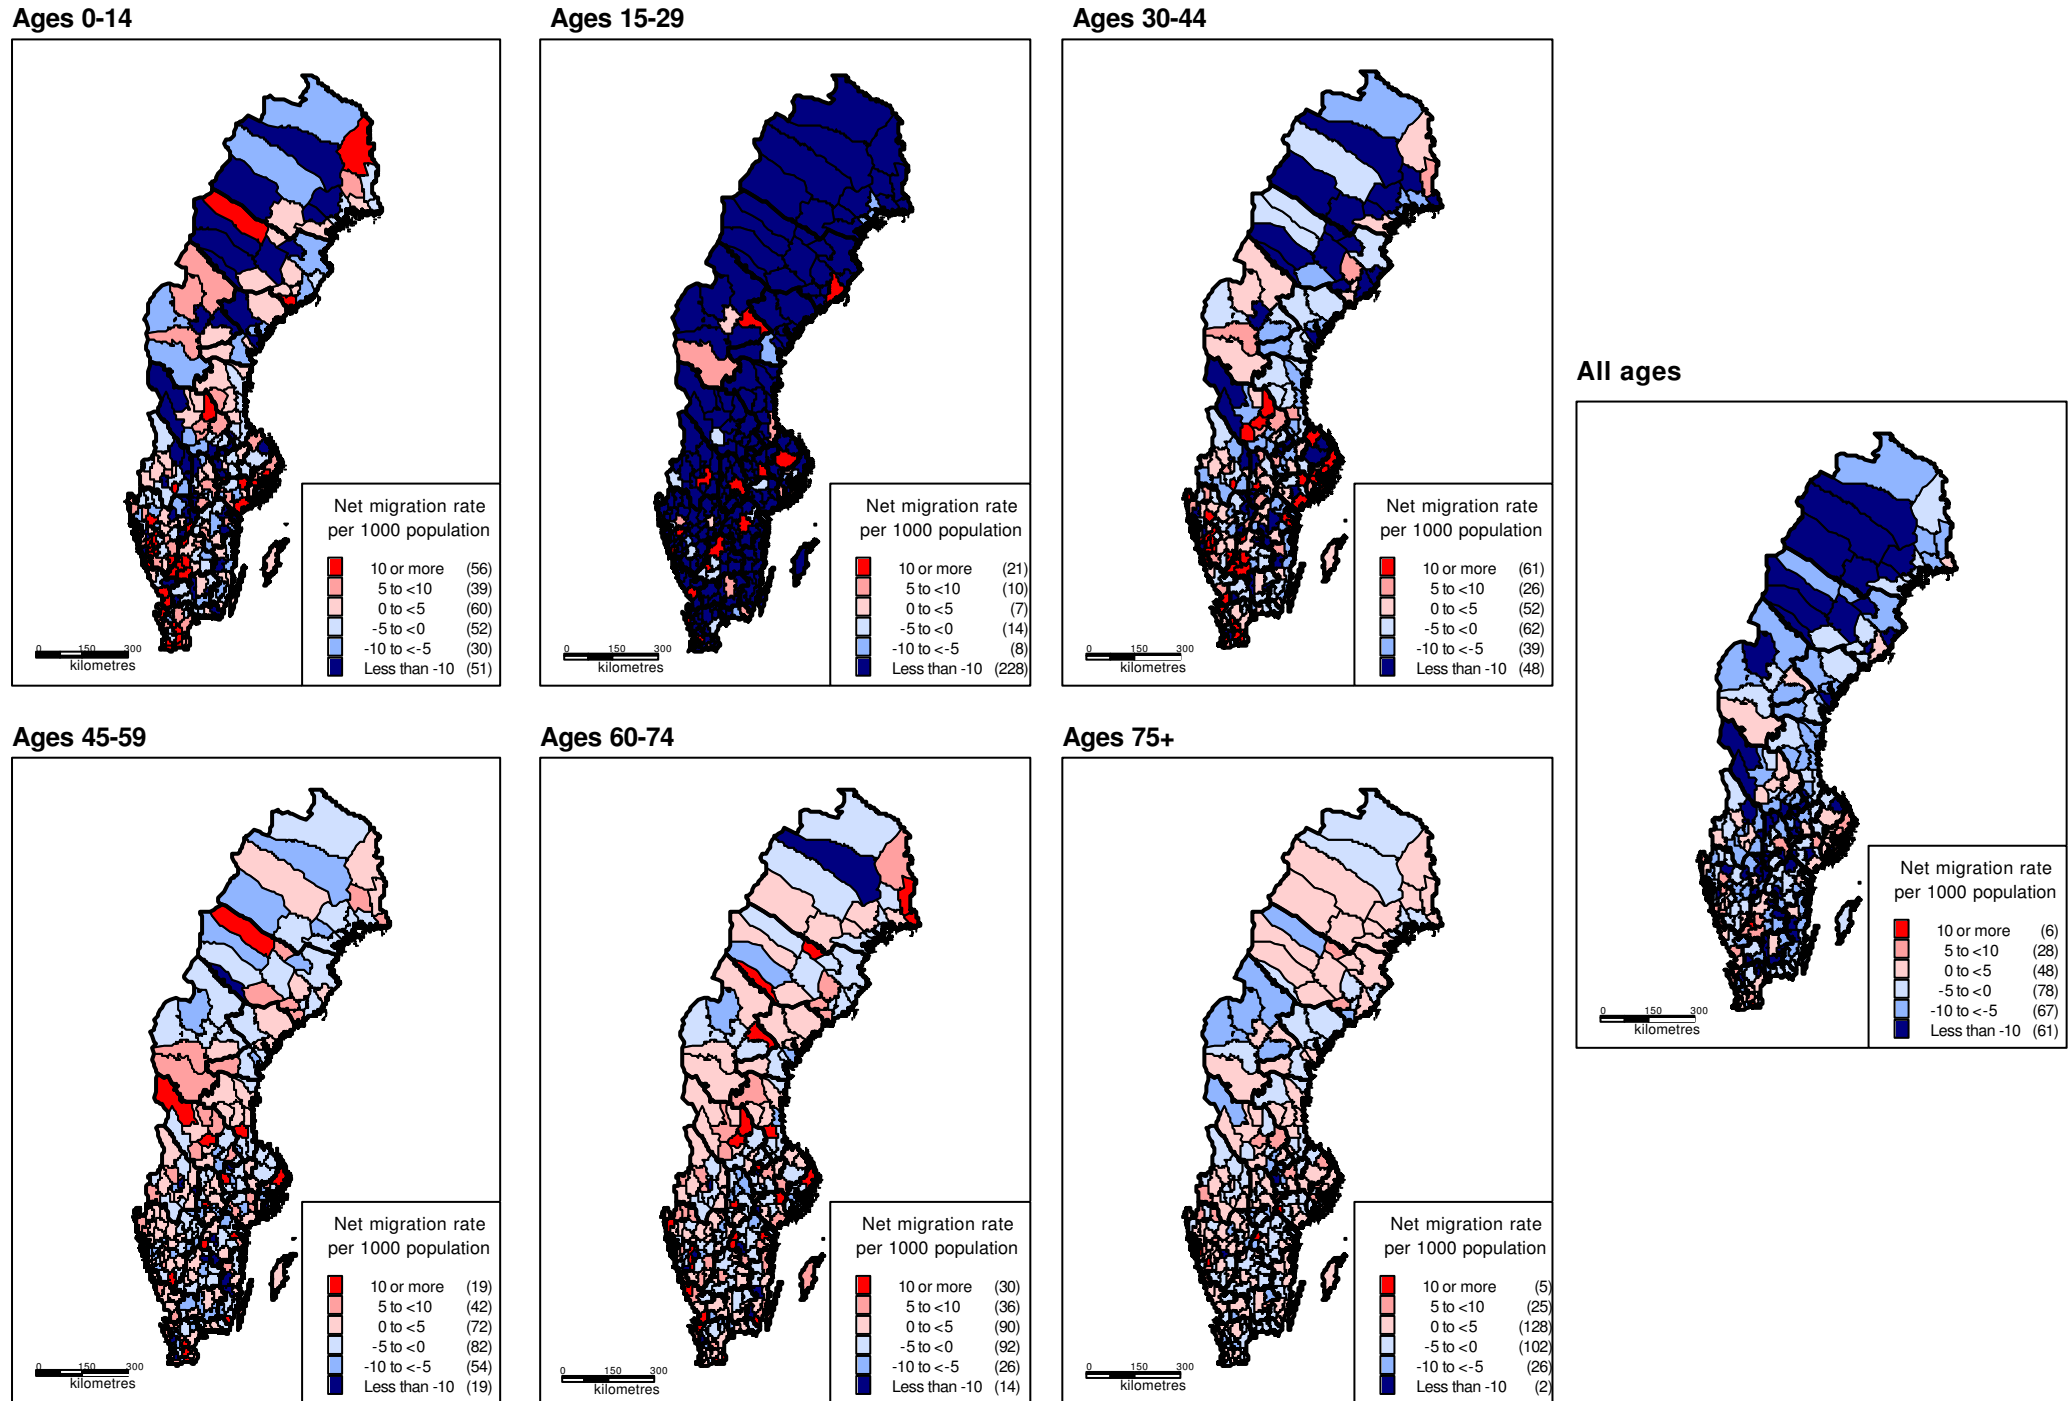 Ages 0-14
Net migration rate
per 1000 population
10 or more (56)
5 to <10 (39)
0 to <5 (60)
-5 to <0 (52)
-10 to <-5 (30)
Less than -10 (51)
0 150 300
kilometres
Ages 15-29
Net migration rate
per 1000 population
10 or more (21)
5 to <10 (10)
0 to <5 (7)
-5 to <0 (14)
-10 to <-5 (8)
Less than -10 (228)
0 150 300
kilometres
Ages 30-44
Net migration rate
per 1000 population
10 or more (61)
5 to <10 (26)
0 to <5 (52)
-5 to <0 (62)
-10 to <-5 (39)
Less than -10 (48)
0 150 300
kilometres
All ages
Net migration rate
per 1000 population
10 or more (6)
5 to <10 (28)
0 to <5 (48)
-5 to <0 (78)
-10 to <-5 (67)
Less than -10 (61)
0 150 300
kilometres
Ages 45-59
Net migration rate
per 1000 population
10 or more (19)
5 to <10 (42)
0 to <5 (72)
-5 to <0 (82)
-10 to <-5 (54)
Less than -10 (19)
0 150 300
kilometres
Ages 60-74
Net migration rate
per 1000 population
10 or more (30)
5 to <10 (36)
0 to <5 (90)
-5 to <0 (92)
-10 to <-5 (26)
Less than -10 (14)
0 150 300
kilometres
Ages 75+
Net migration rate
per 1000 population
10 or more (5)
5 to <10 (25)
0 to <5 (128)
-5 to <0 (102)
-10 to <-5 (26)
Less than -10 (2)
0 150 300
kilometres